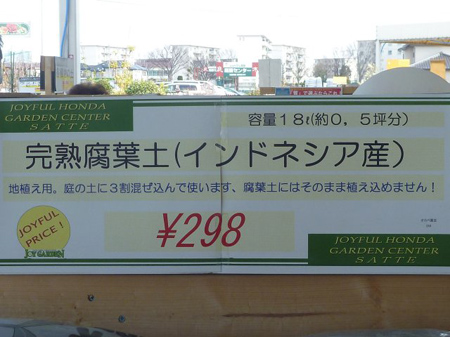 JOYFUL HONDA
GARDEN CENTER
SATTE
容量18ℓ(約0,5坪分)
完熟腐葉土(インドネシア産)
地植え用。庭の土に3割混ぜ込んで使います、腐葉土にはそのまま植え込めません!
JOYFUL
PRICE!
JOY GARDEN
¥298
JOYFUL HONDA
GARDEN CENTER
SATTE